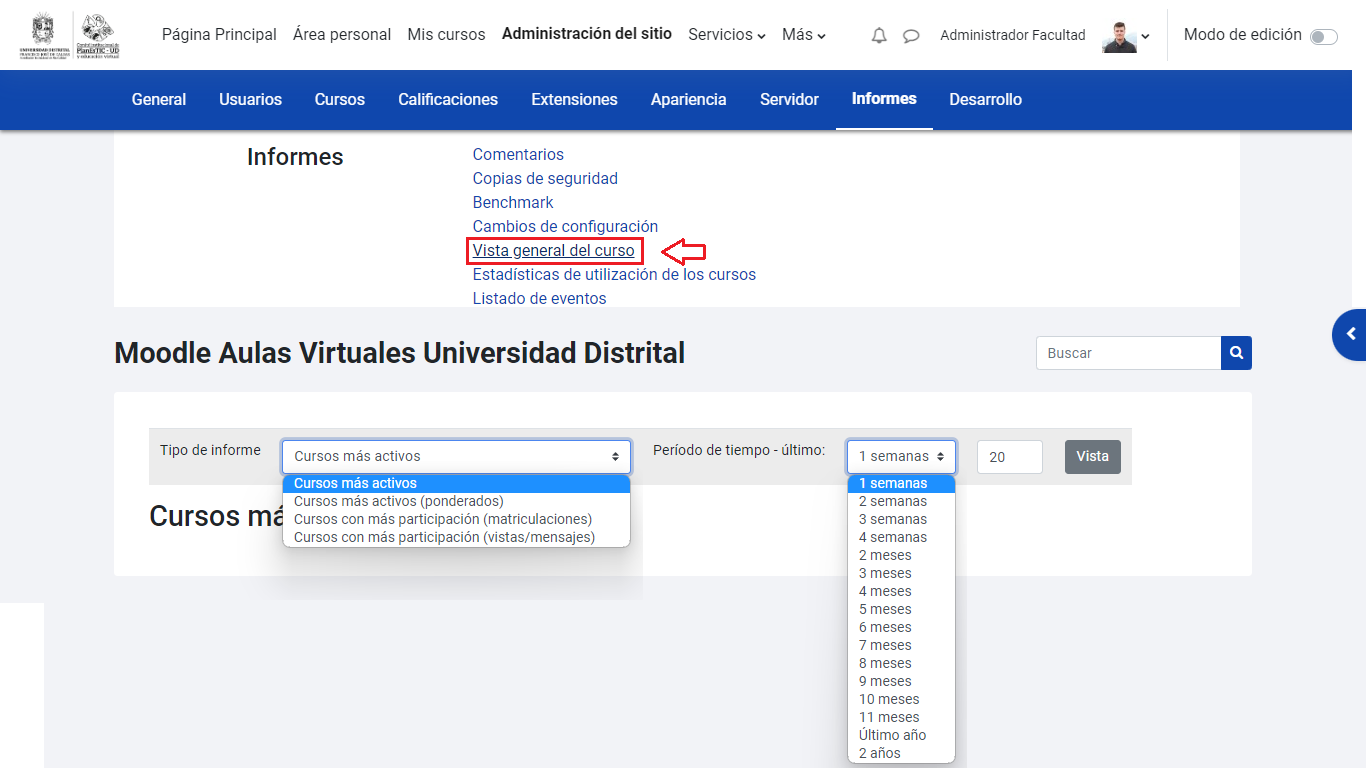 UNIVERSIDAD DISTRITAL
PlanEsTIC - UD
Página Principal Área personal Mis cursos Administración del sitio Servicios Más Administrador Facultad Modo de edición
General Usuarios Cursos Calificaciones Extensiones Apariencia Servidor Informes Desarrollo
Informes
Comentarios
Copias de seguridad
Benchmark
Cambios de configuración
Vista general del curso
Estadísticas de utilización de los cursos
Listado de eventos
Moodle Aulas Virtuales Universidad Distrital
Buscar
Tipo de informe Cursos más activos Período de tiempo - último: 1 semanas 20 Vista
Cursos más activos
Cursos más activos (ponderados)
Cursos con más participación (matriculaciones)
Cursos con más participación (vistas/mensajes)
Cursos má
1 semanas
2 semanas
3 semanas
4 semanas
2 meses
3 meses
4 meses
5 meses
6 meses
7 meses
8 meses
9 meses
10 meses
11 meses
Último año
2 años